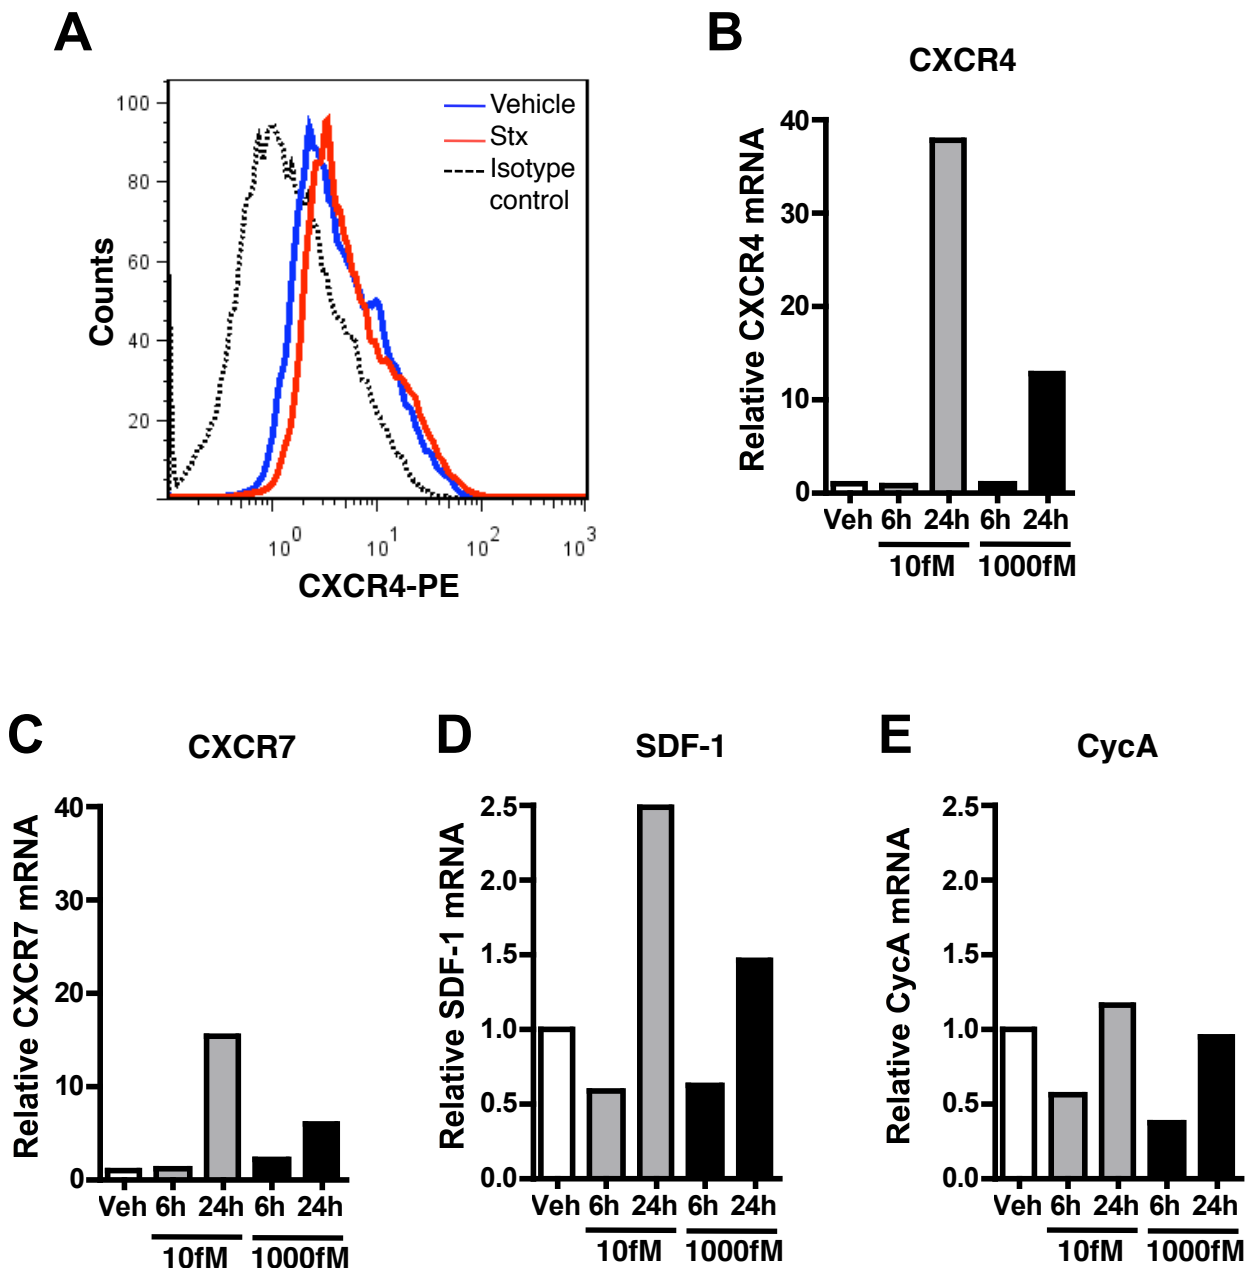 A
100
80
60
40
20
Counts
Vehicle
Stx
Isotype
control
10^0 10^1 10^2 10^3
CXCR4-PE
B
CXCR4
Relative CXCR4 mRNA
40
30
20
10
0
Veh 6h 24h 6h 24h
10fM 1000fM
C
CXCR7
Relative CXCR7 mRNA
40
30
20
10
0
Veh 6h 24h 6h 24h
10fM 1000fM
D
SDF-1
Relative SDF-1 mRNA
2.5
2.0
1.5
1.0
0.5
0.0
Veh 6h 24h 6h 24h
10fM 1000fM
E
CycA
Relative CycA mRNA
2.5
2.0
1.5
1.0
0.5
0.0
Veh 6h 24h 6h 24h
10fM 1000fM